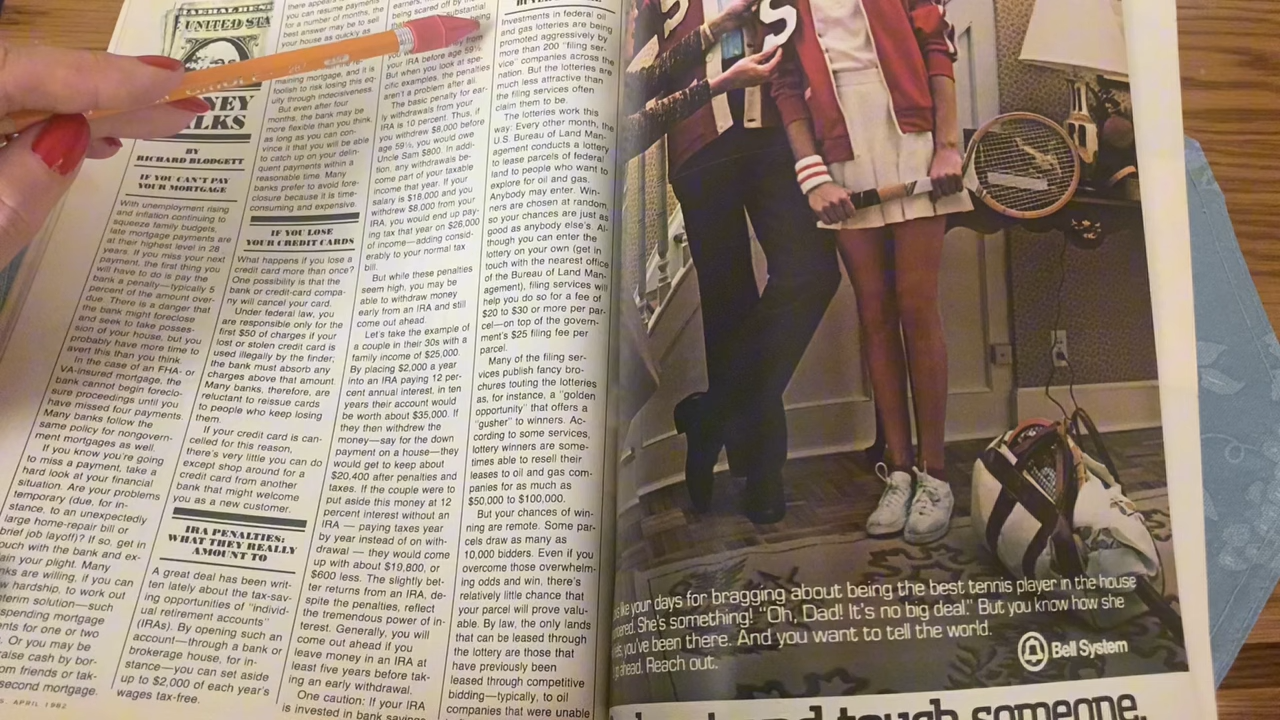 FEDERAL RES
UNITED STA
NEY
LKS
BY
RICHARD BLODGETT
IF YOU CAN'T PAY
YOUR MORTGAGE
With unemployment rising
and inflation continuing to
squeeze family budgets,
late mortgage payments are
at their highest level in 28
years. If you miss your next
payment, the first thing you
will have to do is pay the
bank a penalty—typically 5
percent of the amount over-
due. There is a danger that
the bank might foreclose
and seek to take posses-
sion of your house, but you
probably have more time to
avert this than you think.
In the case of an FHA- or
VA-insured mortgage, the
bank cannot begin foreclo-
sure proceedings until you
have missed four payments.
Many banks follow the
same policy for nongovern-
ment mortgages as well.
If you know you're going
to miss a payment, take a
hard look at your financial
situation. Are your problems
temporary (due, for in-
stance, to an unexpectedly
large home-repair bill or
brief job layoff)? If so, get in
ouch with the bank and ex-
ain your plight. Many
nks are willing, if you can
w hardship, to work out
nterim solution—such
spending mortgage
nts for one or two
Or you may be
raise cash by bor-
om friends or tak-
second mortgage.
there appears
you can resume payments
for a number of months, the
best answer may be to sell
your house as quickly as
maining mortgage, and it is
foolish to risk losing this eq-
uity through indecisiveness.
But even after four
months, the bank may be
more flexible than you think,
as long as you can con-
vince it that you will be able
to catch up on your delin-
quent payments within a
reasonable time. Many
banks prefer to avoid fore-
closure because it is time-
consuming and expensive.
IF YOU LOSE
YOUR CREDIT CARDS
What happens if you lose a
credit card more than once?
One possibility is that the
bank or credit-card compa-
ny will cancel your card.
Under federal law, you
are responsible only for the
first $50 of charges if your
lost or stolen credit card is
used illegally by the finder;
the bank must absorb any
charges above that amount.
Many banks, therefore, are
reluctant to reissue cards
to people who keep losing
them.
If your credit card is can-
celled for this reason,
there's very little you can do
except shop around for a
credit card from another
bank that might welcome
you as a new customer.
IRA PENALTIES:
WHAT THEY REALLY
AMOUNT TO
A great deal has been writ-
ten lately about the tax-sav-
ing opportunities of "individ-
ual retirement accounts"
(IRAs). By opening such an
account—through a bank or
brokerage house, for in-
stance—you can set aside
up to $2,000 of each year's
wages tax-free.
being scared off by the
substantial
being
from
your IRA before age 59½.
But when you look at spe-
cific examples, the penalties
aren't a problem after all.
The basic penalty for ear-
ly withdrawals from your
IRA is 10 percent. Thus, if
you withdrew $8,000 before
age 59½, you would owe
Uncle Sam $800. In addi-
tion, any withdrawals be-
come part of your taxable
income that year. If your
salary is $18,000 and you
withdrew $8,000 from your
IRA, you would end up pay-
ing tax that year on $26,000
of income—adding consid-
erably to your normal tax
bill.
But while these penalties
seem high, you may be
able to withdraw money
early from an IRA and still
come out ahead.
Let's take the example of
a couple in their 30s with a
family income of $25,000.
By placing $2,000 a year
into an IRA paying 12 per-
cent annual interest, in ten
years their account would
be worth about $35,000. If
they then withdrew the
money—say for the down
payment on a house—they
would get to keep about
$20,400 after penalties and
taxes. If the couple were to
put aside this money at 12
percent interest without an
IRA — paying taxes year
by year instead of on with-
drawal — they would come
up with about $19,800, or
$600 less. The slightly bet-
ter returns from an IRA, de-
spite the penalties, reflect
the tremendous power of in-
terest. Generally, you will
come out ahead if you
leave money in an IRA at
least five years before tak-
ing an early withdrawal.
One caution: If your IRA
is invested in bank savings
Investments in federal oil
and gas lotteries are being
promoted aggressively by
more than 200 "filing ser-
vice" companies across the
nation. But the lotteries are
much less attractive than
the filing services often
claim them to be.
The lotteries work this
way: Every other month, the
U.S. Bureau of Land Man-
agement conducts a lottery
to lease parcels of federal
land to people who want to
explore for oil and gas.
Anybody may enter. Win-
ners are chosen at random,
so your chances are just as
good as anybody else's. Al-
though you can enter the
lottery on your own (get in
touch with the nearest office
of the Bureau of Land Man-
agement), filing services will
help you do so for a fee of
$20 to $30 or more per par-
cel—on top of the govern-
ment's $25 filing fee per
parcel.
Many of the filing ser-
vices publish fancy bro-
chures touting the lotteries
as, for instance, a "golden
opportunity" that offers a
"gusher" to winners. Ac-
cording to some services,
lottery winners are some-
times able to resell their
leases to oil and gas com-
panies for as much as
$50,000 to $100,000.
But your chances of win-
ning are remote. Some par-
cels draw as many as
10,000 bidders. Even if you
overcome those overwhelm-
ing odds and win, there's
relatively little chance that
your parcel will prove valu-
able. By law, the only lands
that can be leased through
the lottery are those that
have previously been
leased through competitive
bidding—typically, to oil
companies that were unable
APRIL 1982
S
S
like your days for bragging about being the best tennis player in the house
ered. She's something! "Oh, Dad! It's no big deal." But you know how she
you've been there. And you want to tell the world.
ahead. Reach out.
Bell System
touch someone.